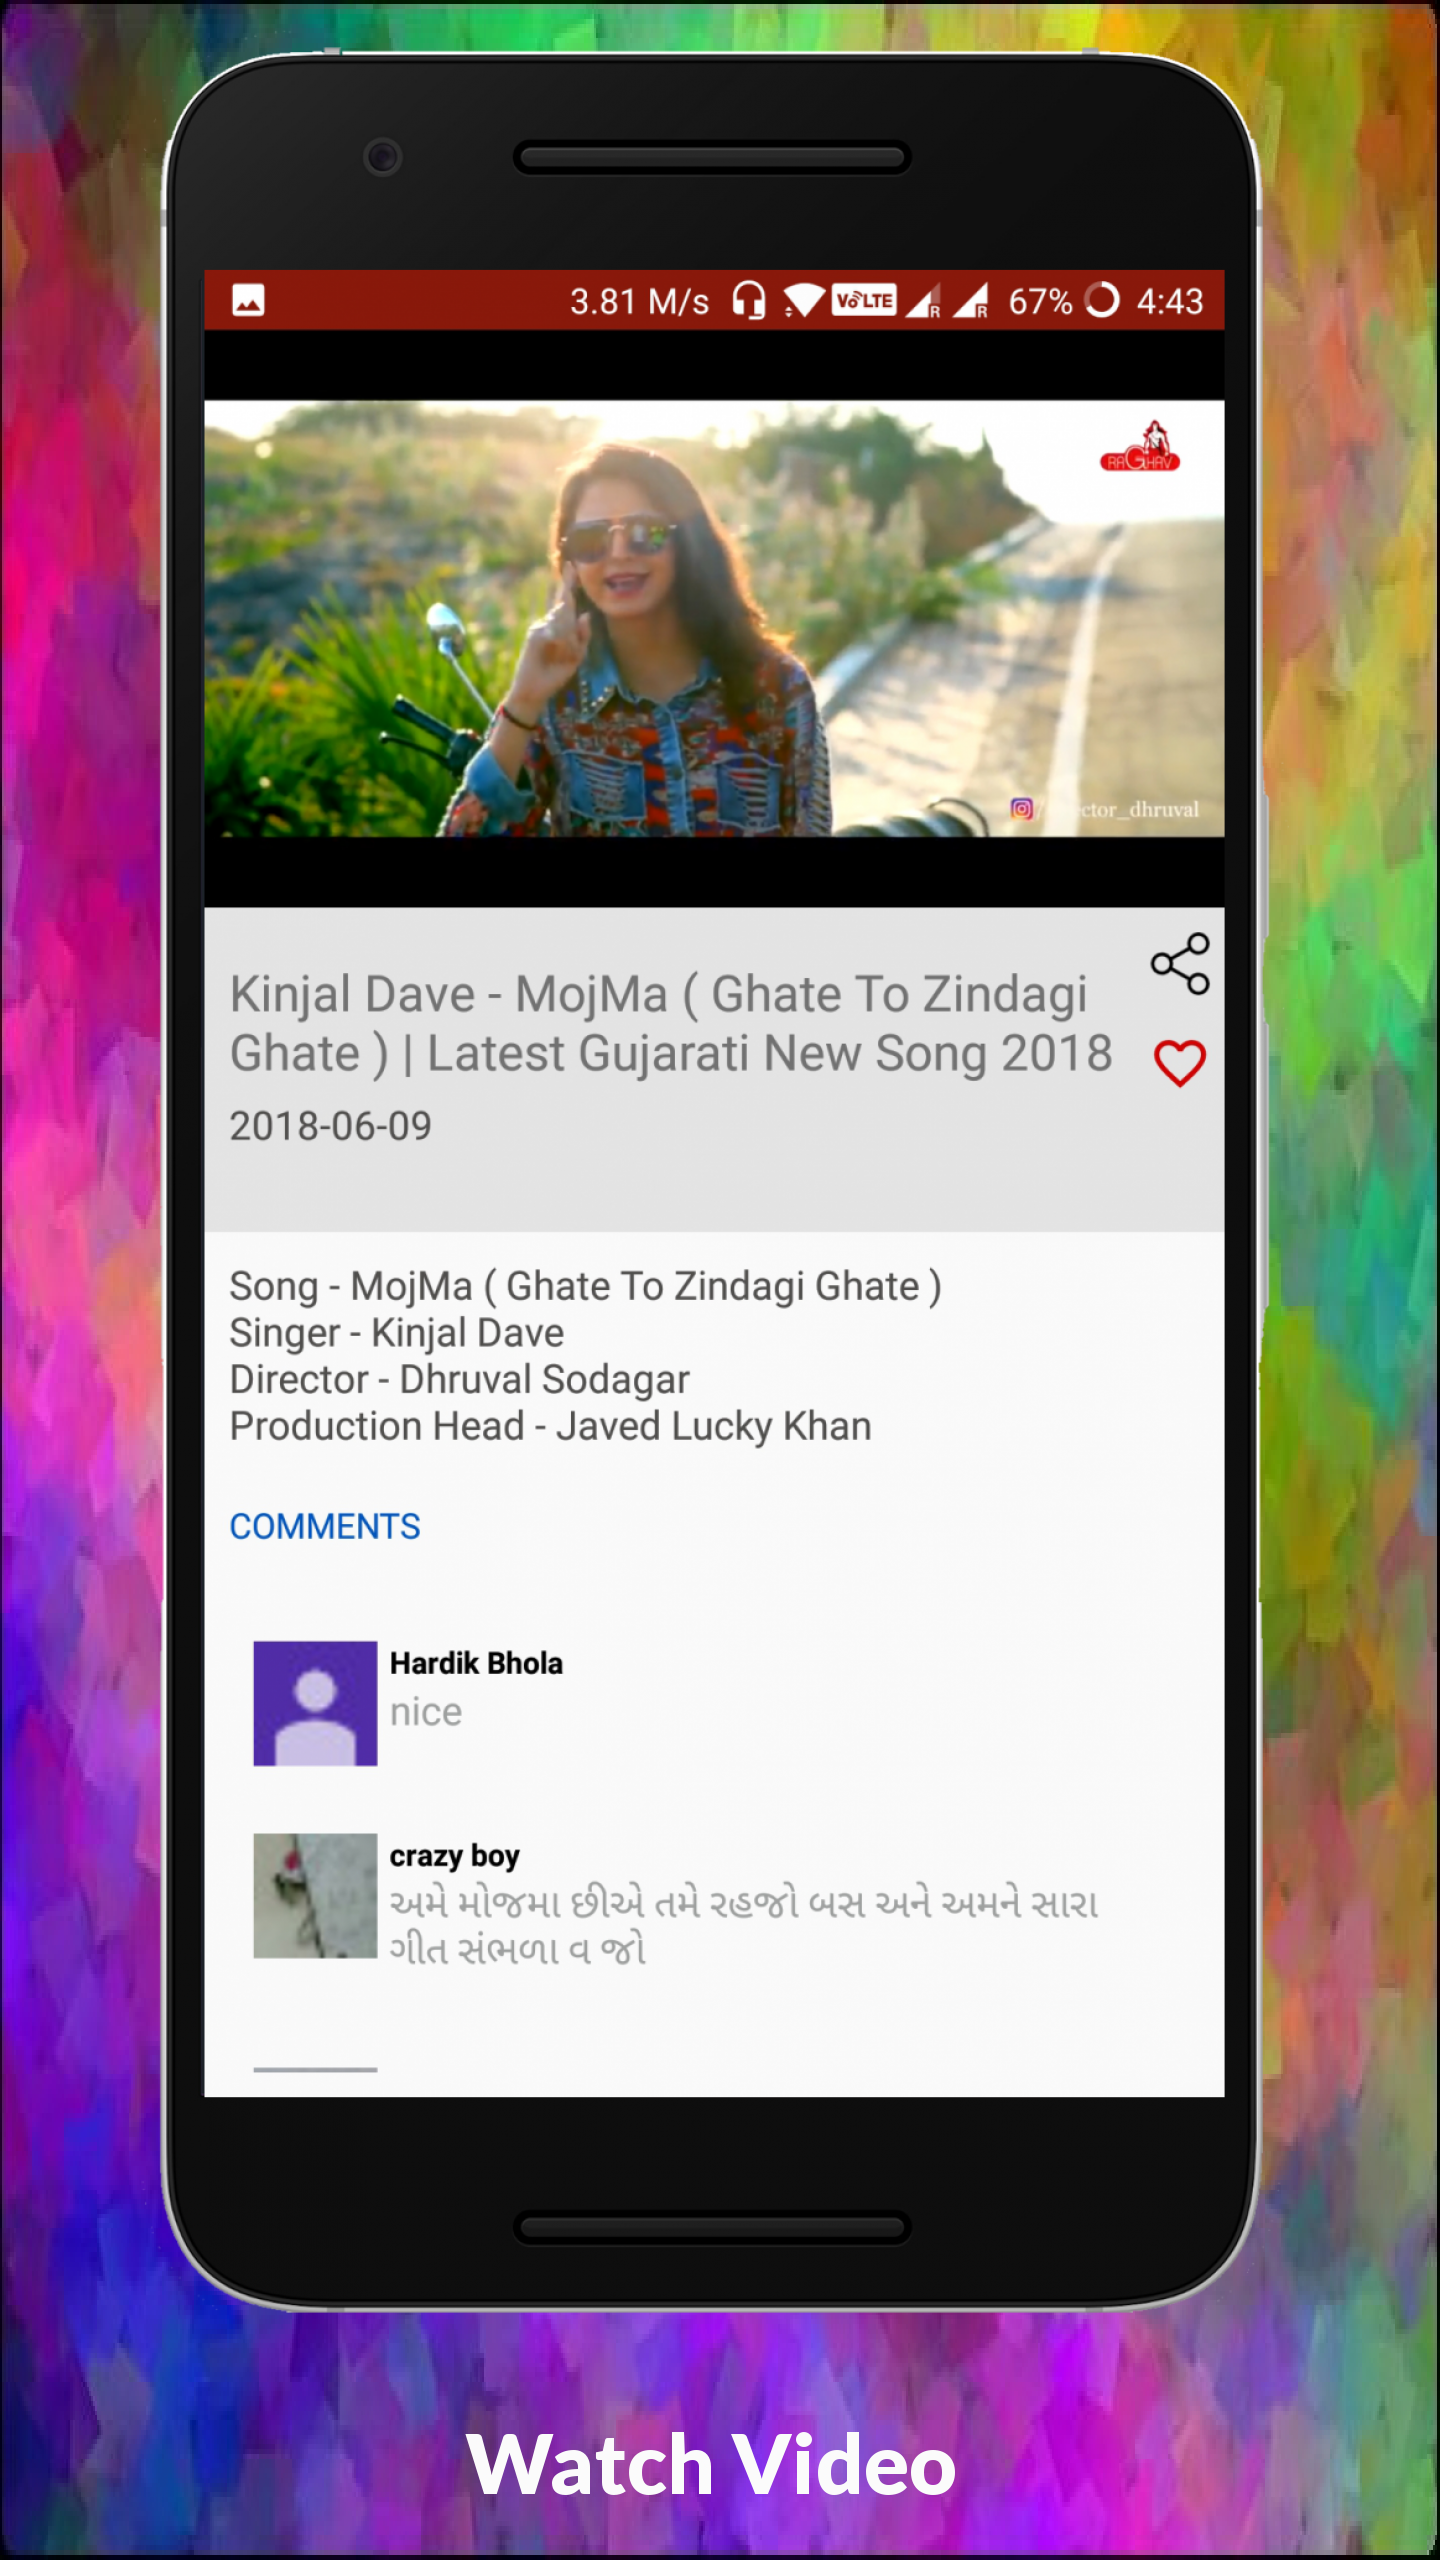 3.81 M/s VoLTE R R 67% 4:43
RAGHAV
ctor_dhruval
Kinjal Dave - MojMa ( Ghate To Zindagi
Ghate ) | Latest Gujarati New Song 2018
2018-06-09
Song - MojMa ( Ghate To Zindagi Ghate )
Singer - Kinjal Dave
Director - Dhruval Sodagar
Production Head - Javed Lucky Khan
COMMENTS
Hardik Bhola
nice
crazy boy
અમે મોજમા છીએ તમે રહજો બસ અને અમને સારા
ગીત સંભળા વ જો
Watch Video